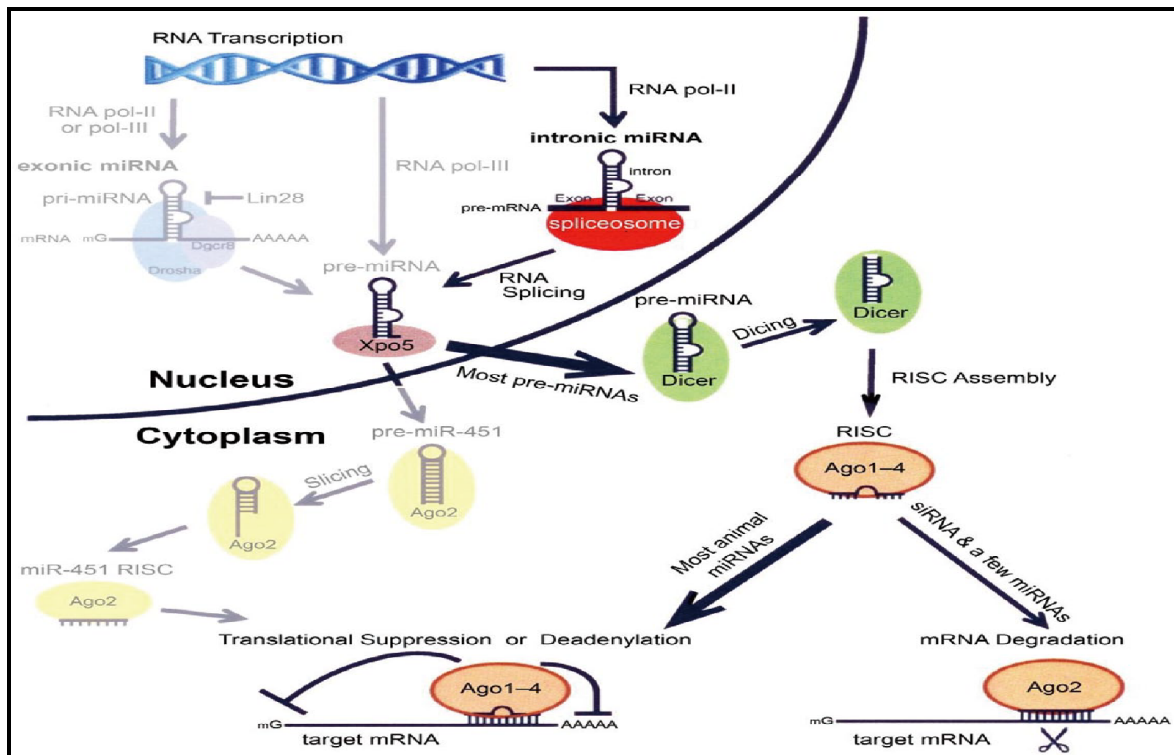 RNA Transcription
RNA pol-II
or pol-III
RNA pol-III
RNA pol-II
exonic miRNA
intronic miRNA
pri-miRNA
Lin28
intron
Exon
Exon
pre-mRNA
spliceosome
mRNA
mG
AAAAA
Dgcr8
Drosha
pre-miRNA
RNA
Splicing
Xpo5
pre-miRNA
Dicing
Dicer
Dicer
Most pre-miRNAs
Nucleus
Cytoplasm
RISC Assembly
pre-miR-451
Slicing
Ago2
Ago2
RISC
Ago1–4
miR-451 RISC
Ago2
Most animal
miRNAs
siRNA & a few miRNAs
Translational Suppression or Deadenylation
mRNA Degradation
Ago1–4
Ago2
mG
AAAAA
mG
AAAAA
target mRNA
target mRNA